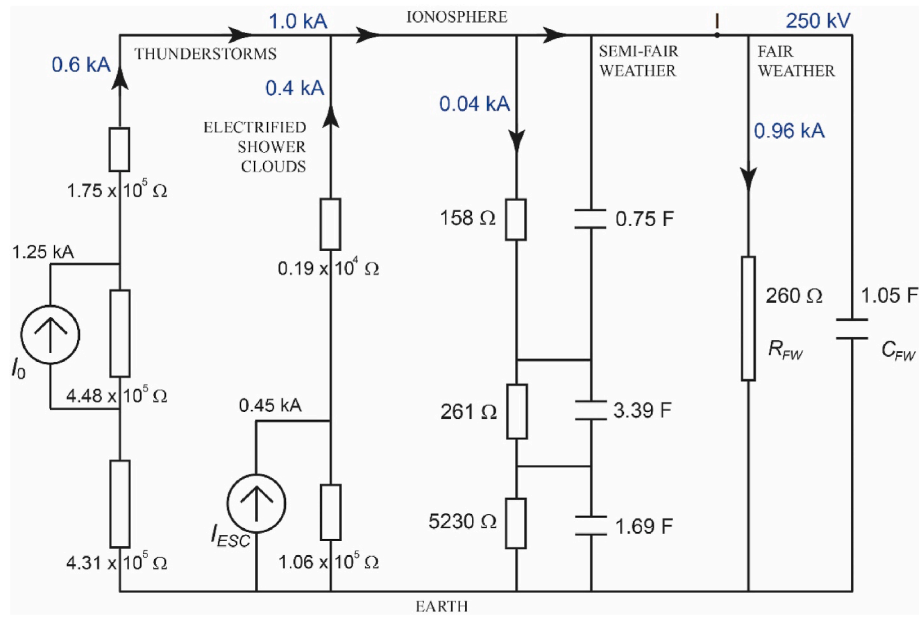 1.0 kA
IONOSPHERE
I
250 kV
THUNDERSTORMS
SEMI-FAIR
WEATHER
FAIR
WEATHER
0.6 kA
0.4 kA
0.04 kA
0.96 kA
ELECTRIFIED
SHOWER
CLOUDS
1.75 x 10⁵ Ω
158 Ω
0.75 F
1.25 kA
0.19 x 10⁴ Ω
260 Ω
R_FW
1.05 F
C_FW
I₀
4.48 x 10⁵ Ω
0.45 kA
261 Ω
3.39 F
I_ESC
5230 Ω
1.69 F
4.31 x 10⁵ Ω
1.06 x 10⁵ Ω
EARTH